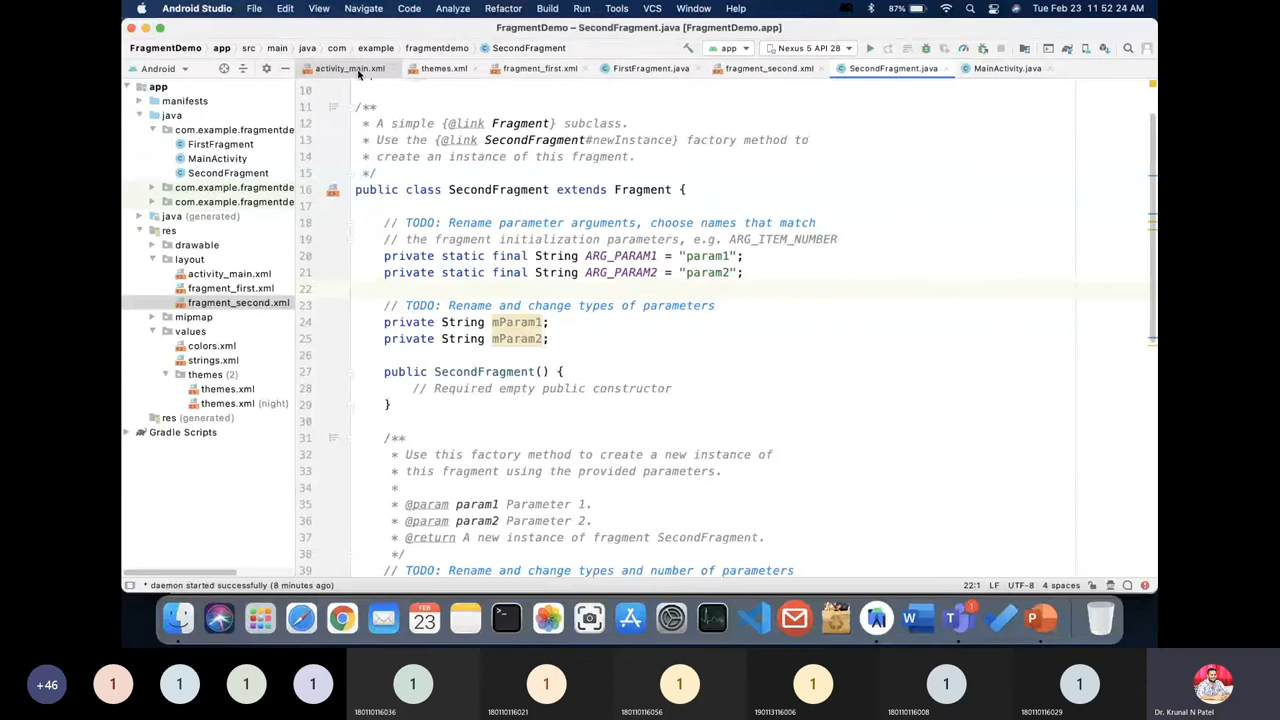 File Edit View Navigate Code Analyze Refactor Build Run Tools VCS Window Help 87% Tue Feb 23 11:52:24 AM
FragmentDemo – SecondFragment.java [FragmentDemo.app]
FragmentDemo app src main java com example fragmentdemo SecondFragment app Nexus 5 API 28
Android activity_main.xml themes.xml fragment_first.xml FirstFragment.java fragment_second.xml SecondFragment.java MainActivity.java
app
manifests
java
com.example.fragmentde
FirstFragment
MainActivity
SecondFragment
com.example.fragmentde
com.example.fragmentde
java (generated)
res
drawable
layout
activity_main.xml
fragment_first.xml
fragment_second.xml
mipmap
values
colors.xml
strings.xml
themes (2)
themes.xml
themes.xml (night)
res (generated)
Gradle Scripts
10
11 /**
12 * A simple {@link Fragment} subclass.
13 * Use the {@link SecondFragment#newInstance} factory method to
14 * create an instance of this fragment.
15 */
16 public class SecondFragment extends Fragment {
17
18 // TODO: Rename parameter arguments, choose names that match
19 // the fragment initialization parameters, e.g. ARG_ITEM_NUMBER
20 private static final String ARG_PARAM1 = "param1";
21 private static final String ARG_PARAM2 = "param2";
22
23 // TODO: Rename and change types of parameters
24 private String mParam1;
25 private String mParam2;
26
27 public SecondFragment() {
28 // Required empty public constructor
29 }
30
31 /**
32 * Use this factory method to create a new instance of
33 * this fragment using the provided parameters.
34 *
35 * @param param1 Parameter 1.
36 * @param param2 Parameter 2.
37 * @return A new instance of fragment SecondFragment.
38 */
39 // TODO: Rename and change types and number of parameters
* daemon started successfully (8 minutes ago) 22:1 LF UTF-8 4 spaces
FEB
23
1
+46 1 1 1 1 1 1 1 1 1 1
180110116036 180110116021 180110116056 190113116006 180110116008 180110116029 Dr. Krunal N Patel